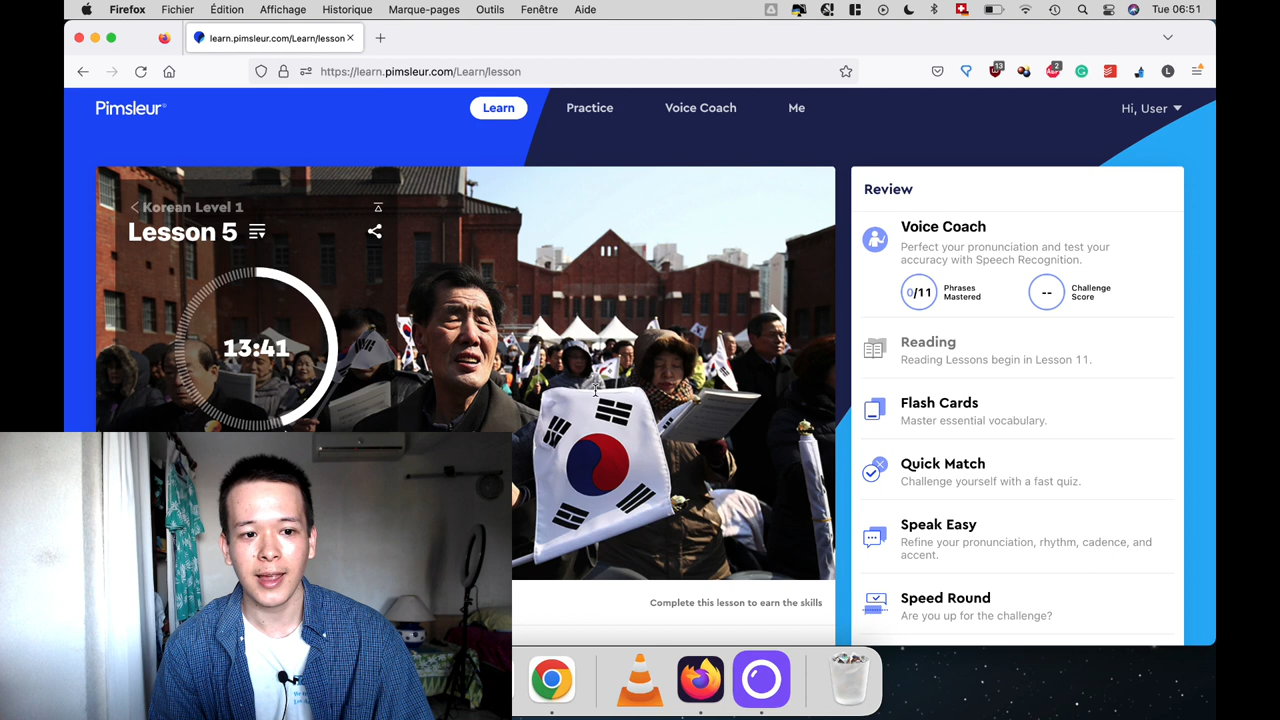 Firefox Fichier Édition Affichage Historique Marque-pages Outils Fenêtre Aide Tue 06:51
learn.pimsleur.com/Learn/lesson
https://learn.pimsleur.com/Learn/lesson 13 2 L
Pimsleur Learn Practice Voice Coach Me Hi, User
Korean Level 1
Lesson 5
13:41
Review
Voice Coach
Perfect your pronunciation and test your
accuracy with Speech Recognition.
0/11 Phrases Mastered -- Challenge Score
Reading
Reading Lessons begin in Lesson 11.
Flash Cards
Master essential vocabulary.
Quick Match
Challenge yourself with a fast quiz.
Speak Easy
Refine your pronunciation, rhythm, cadence, and
accent.
Speed Round
Are you up for the challenge?
Complete this lesson to earn the skills